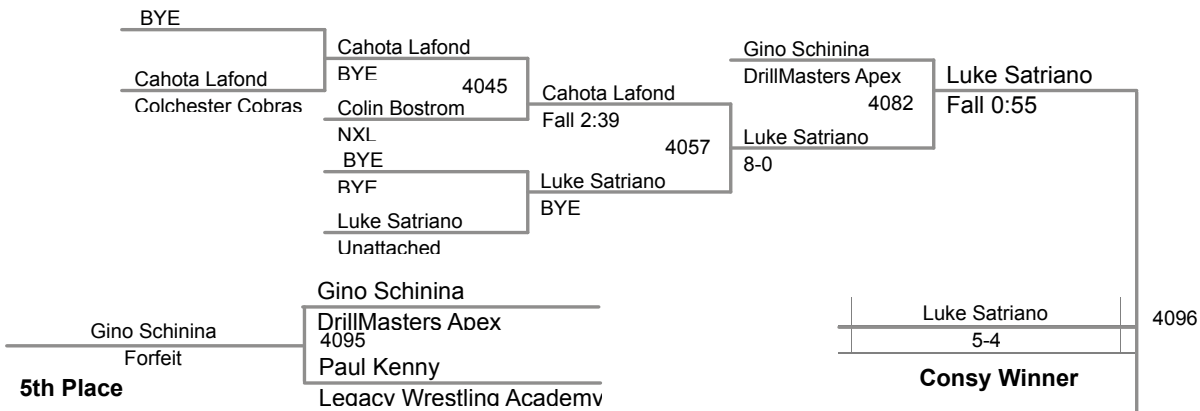 BYE
Cahota Lafond
Colchester Cobras
Cahota Lafond
BYE
4045
Colin Bostrom
NXL
BYE
BYE
Luke Satriano
Unattached
Cahota Lafond
Fall 2:39
4057
Luke Satriano
BYE
Gino Schinina
DrillMasters Apex
4082
Luke Satriano
8-0
Luke Satriano
Fall 0:55
Gino Schinina
DrillMasters Apex
4095
Paul Kenny
Legacy Wrestling Academy
Gino Schinina
Forfeit
5th Place
Luke Satriano
5-4
Consy Winner
4096